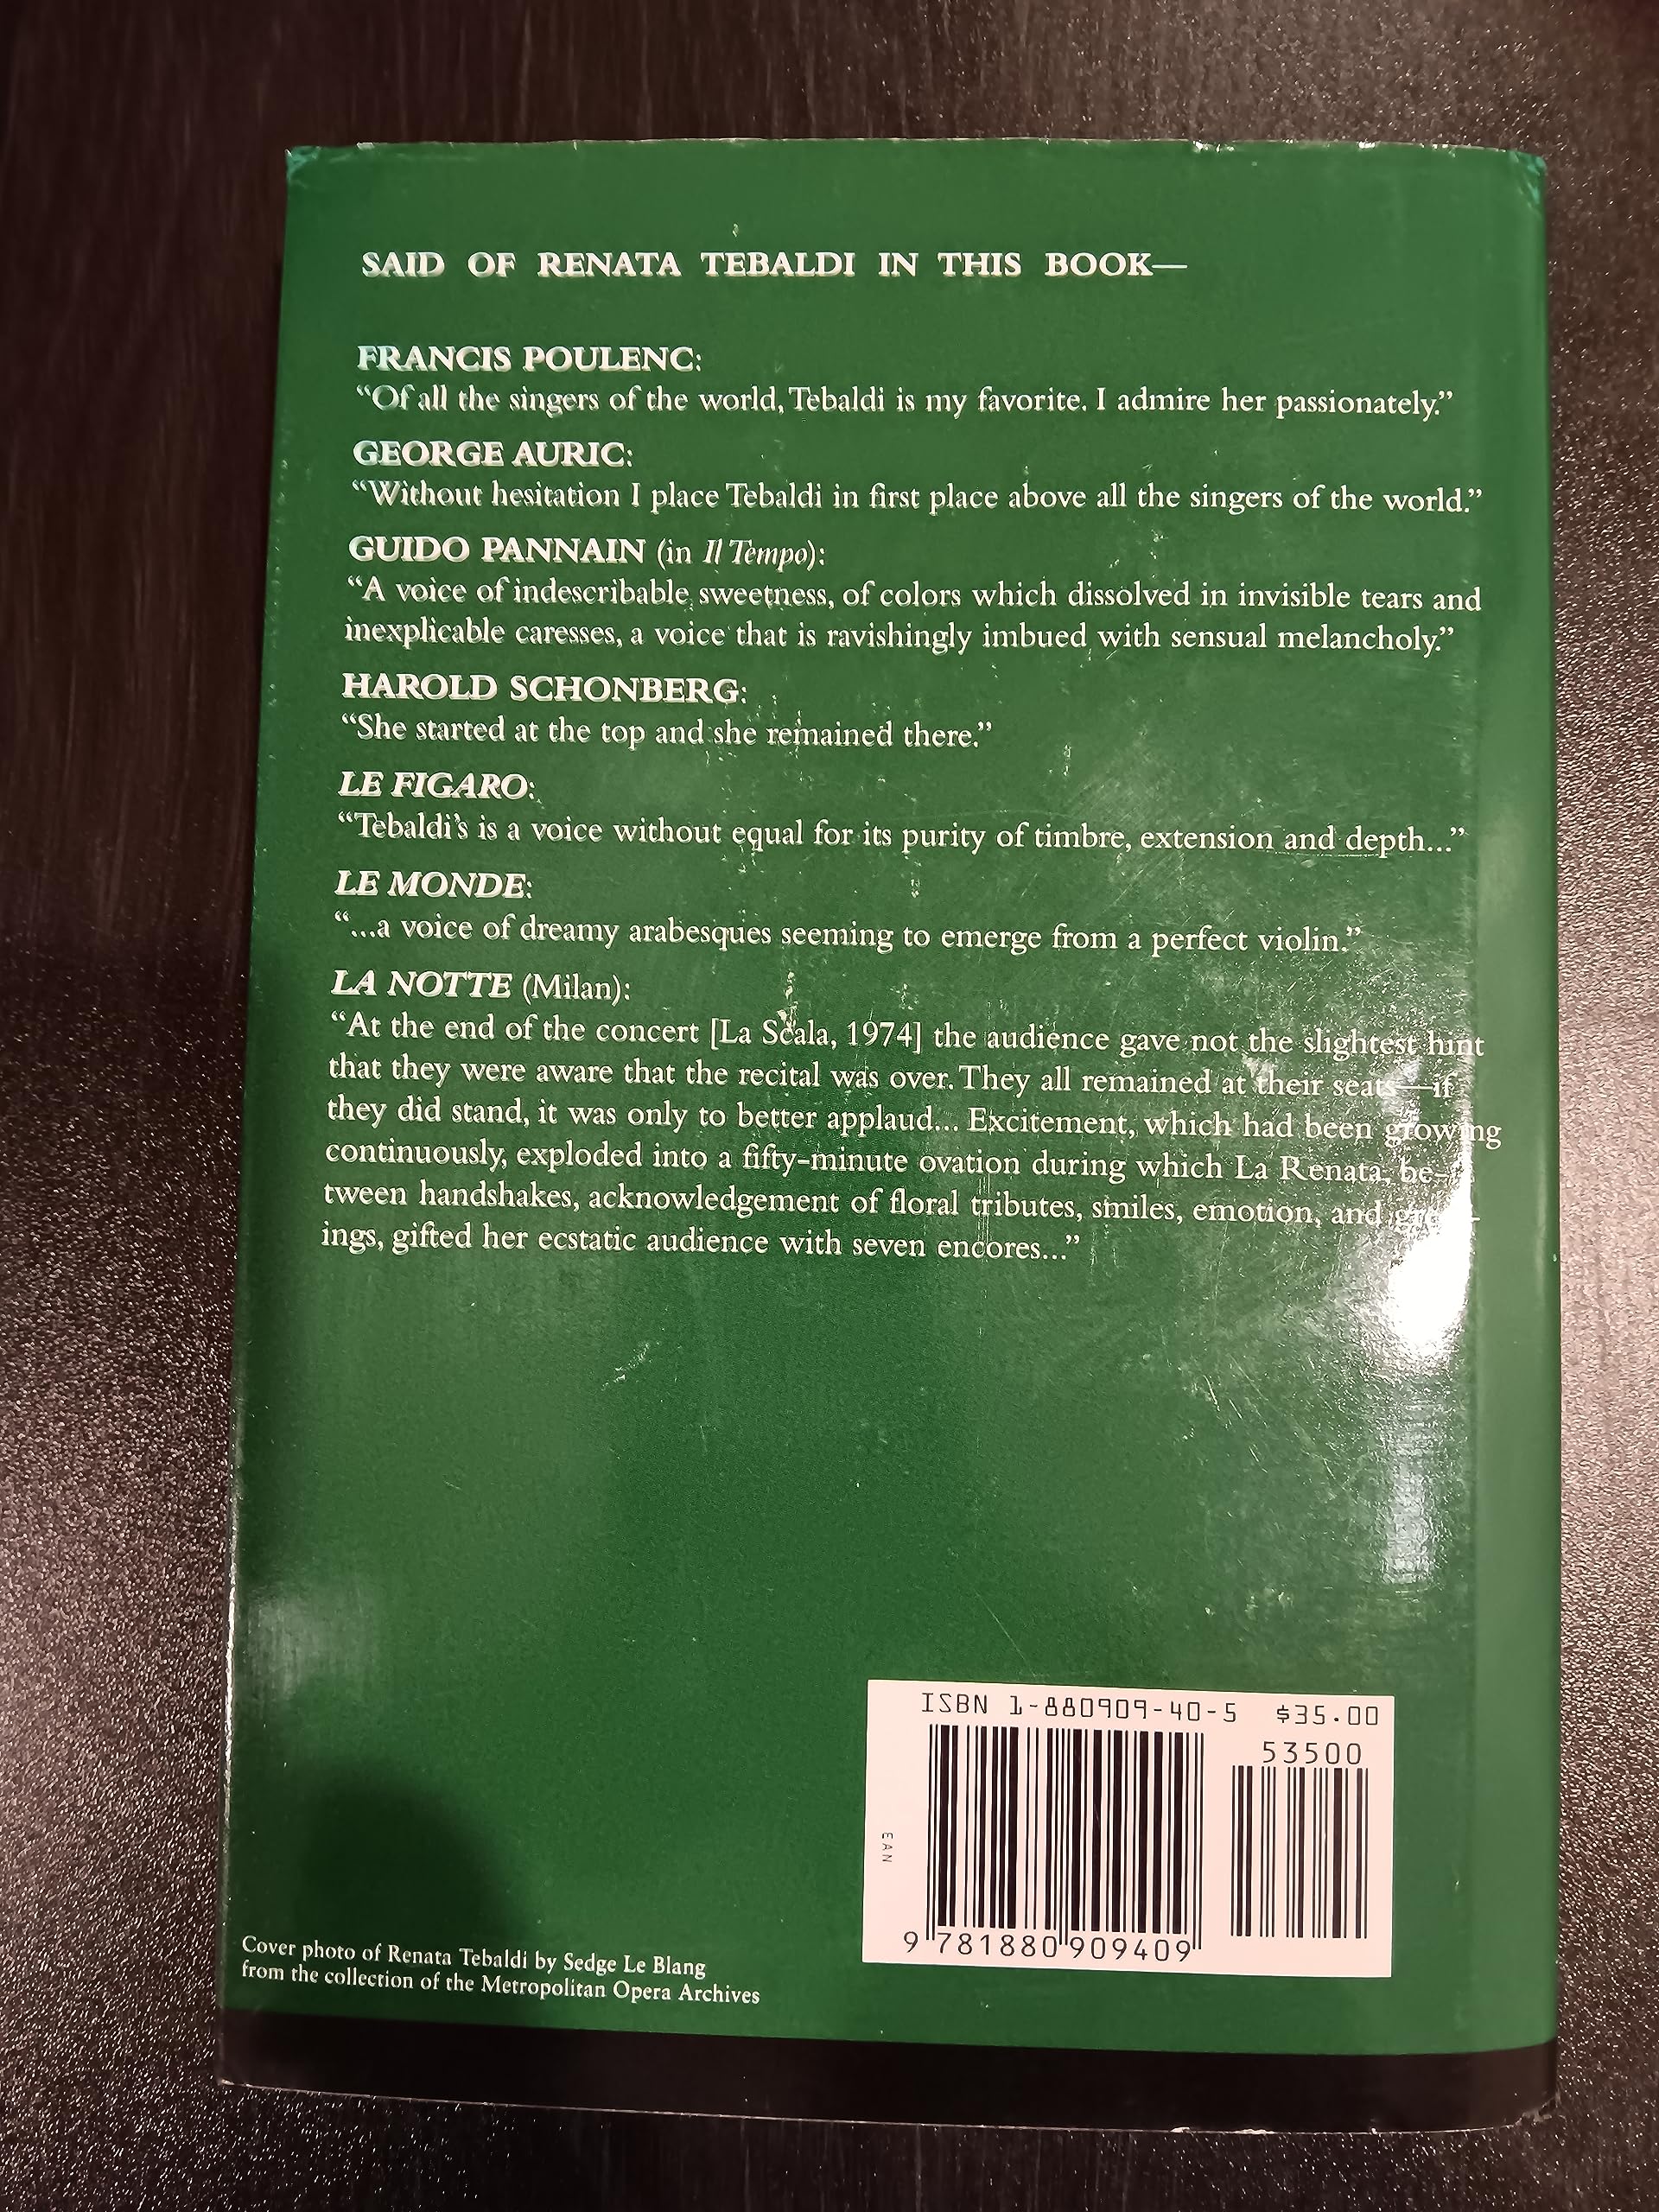 SAID OF RENATA TEBALDI IN THIS BOOK—
FRANCIS POULENC:
“Of all the singers of the world, Tebaldi is my favorite. I admire her passionately.”
GEORGE AURIC:
“Without hesitation I place Tebaldi in first place above all the singers of the world.”
GUIDO PANNAIN (in Il Tempo):
“A voice of indescribable sweetness, of colors which dissolved in invisible tears and
inexplicable caresses, a voice that is ravishingly imbued with sensual melancholy.”
HAROLD SCHONBERG:
“She started at the top and she remained there.”
LE FIGARO:
“Tebaldi’s is a voice without equal for its purity of timbre, extension and depth...”
LE MONDE:
“...a voice of dreamy arabesques seeming to emerge from a perfect violin.”
LA NOTTE (Milan):
“At the end of the concert [La Scala, 1974] the audience gave not the slightest hint
that they were aware that the recital was over. They all remained at their seats—if
they did stand, it was only to better applaud... Excitement, which had been growing
continuously, exploded into a fifty-minute ovation during which La Renata, be-
tween handshakes, acknowledgement of floral tributes, smiles, emotion, and
ings, gifted her ecstatic audience with seven encores...”
ISBN 1-880909-40-5 $35.00
53500
EAN
9 781880 909409
Cover photo of Renata Tebaldi by Sedge Le Blang
from the collection of the Metropolitan Opera Archives